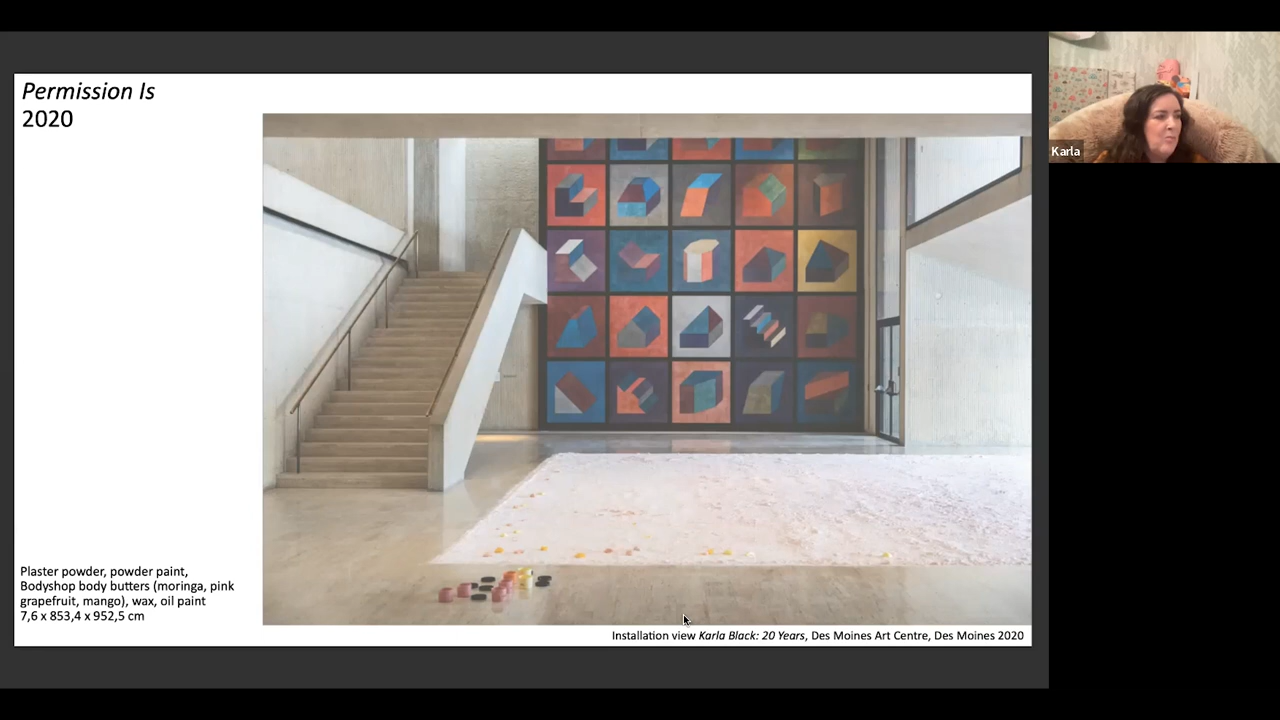 Permission Is
2020
Karla
Plaster powder, powder paint,
Bodyshop body butters (moringa, pink
grapefruit, mango), wax, oil paint
7,6 x 853,4 x 952,5 cm
Installation view Karla Black: 20 Years, Des Moines Art Centre, Des Moines 2020